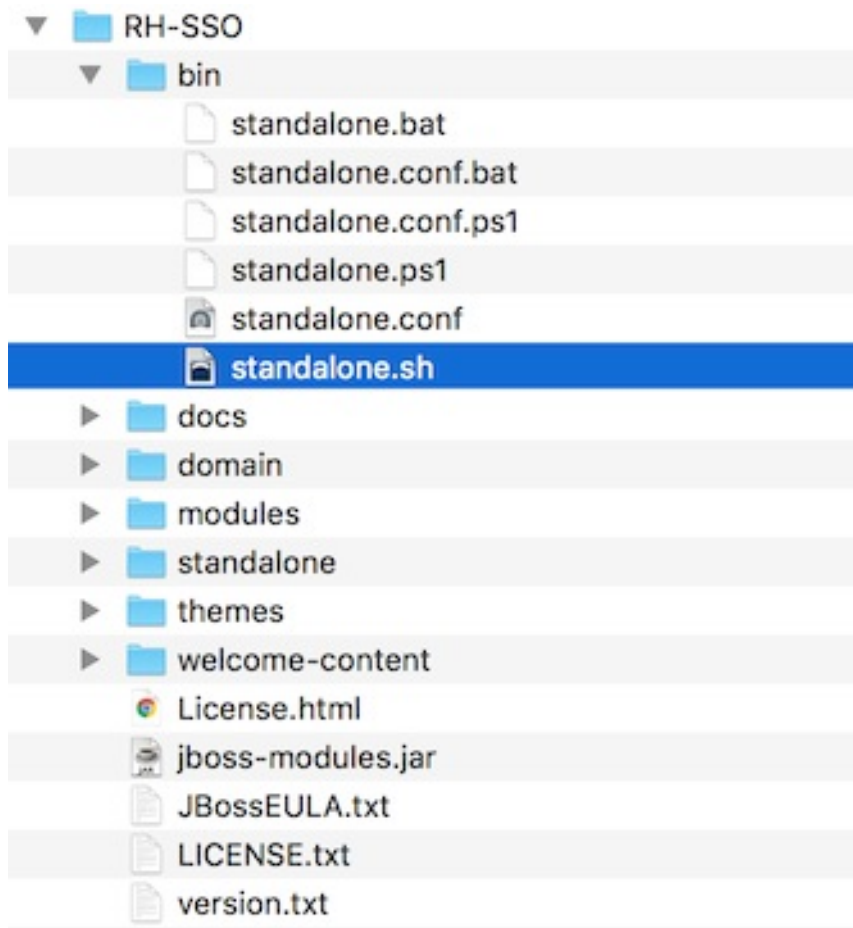 RH-SSO
bin
standalone.bat
standalone.conf.bat
standalone.conf.ps1
standalone.ps1
standalone.conf
standalone.sh
docs
domain
modules
standalone
themes
welcome-content
License.html
jboss-modules.jar
JBossEULA.txt
LICENSE.txt
version.txt